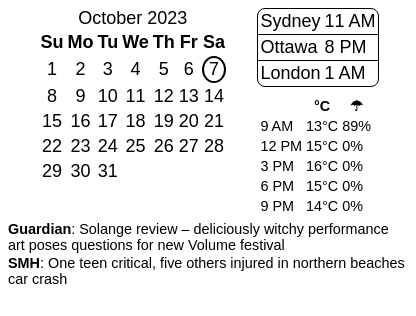 October 2023
Su Mo Tu We Th Fr Sa
1 2 3 4 5 6 7
8 9 10 11 12 13 14
15 16 17 18 19 20 21
22 23 24 25 26 27 28
29 30 31
Sydney 11 AM
Ottawa 8 PM
London 1 AM
°C ☂
9 AM 13°C 89%
12 PM 15°C 0%
3 PM 16°C 0%
6 PM 15°C 0%
9 PM 14°C 0%
Guardian: Solange review – deliciously witchy performance
art poses questions for new Volume festival
SMH: One teen critical, five others injured in northern beaches
car crash